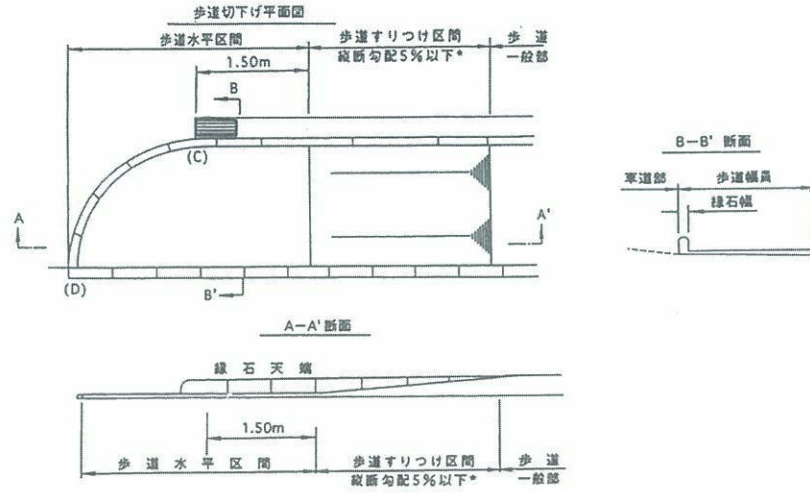 歩道切下げ平面図
歩道水平区間
歩道すりつけ区間
縦断勾配5%以下*
歩道
一般部
1.50m
B
(C)
A
A'
(D)
B'
B−B' 断面
車道部
歩道幅員
縁石幅
A−A' 断面
縁石天端
1.50m
歩道水平区間
歩道すりつけ区間
縦断勾配5%以下*
歩道
一般部